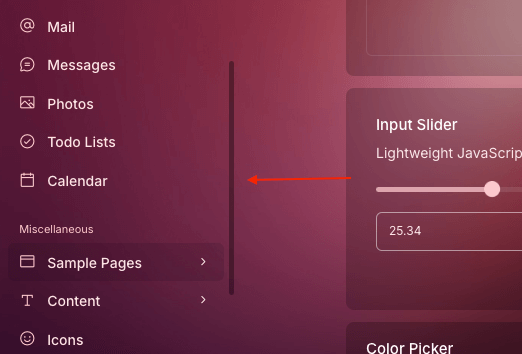 Mail
Messages
Photos
Todo Lists
Calendar
Miscellaneous
Sample Pages
Content
Icons
Input Slider
Lightweight JavaScrip
25.34
Color Picker